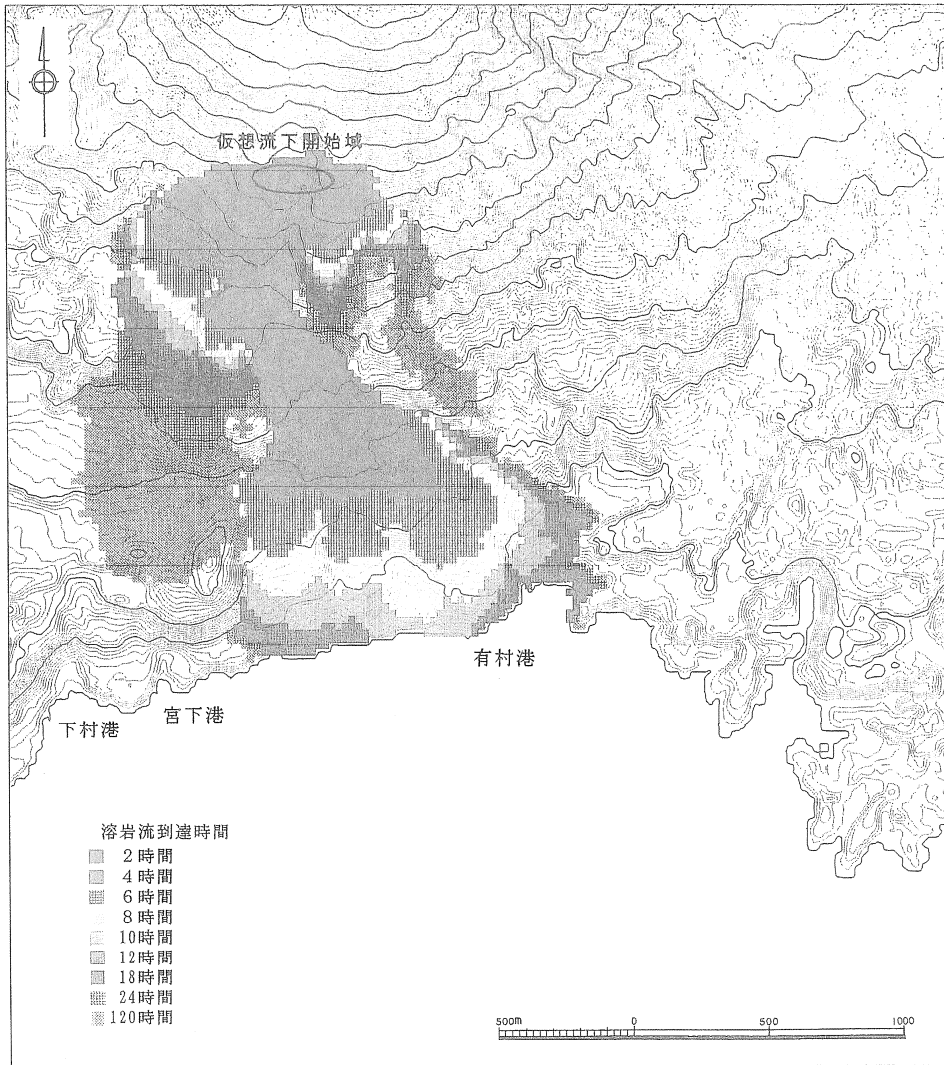 仮想流下開始域
有村港
宮下港
下村港
溶岩流到達時間
2時間
4時間
6時間
8時間
10時間
12時間
18時間
24時間
120時間
500m 0 500 1000